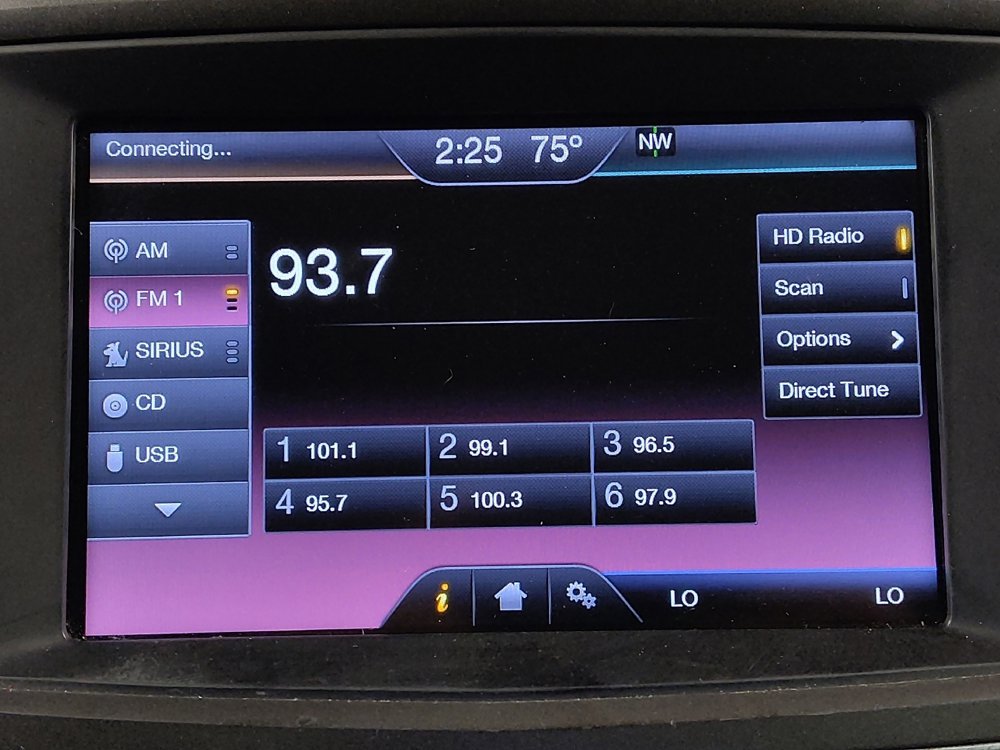 Connecting...
2:25 75°
NW
AM
FM 1
SIRIUS
CD
USB
93.7
HD Radio
Scan
Options
Direct Tune
1 101.1
2 99.1
3 96.5
4 95.7
5 100.3
6 97.9
i
LO
LO